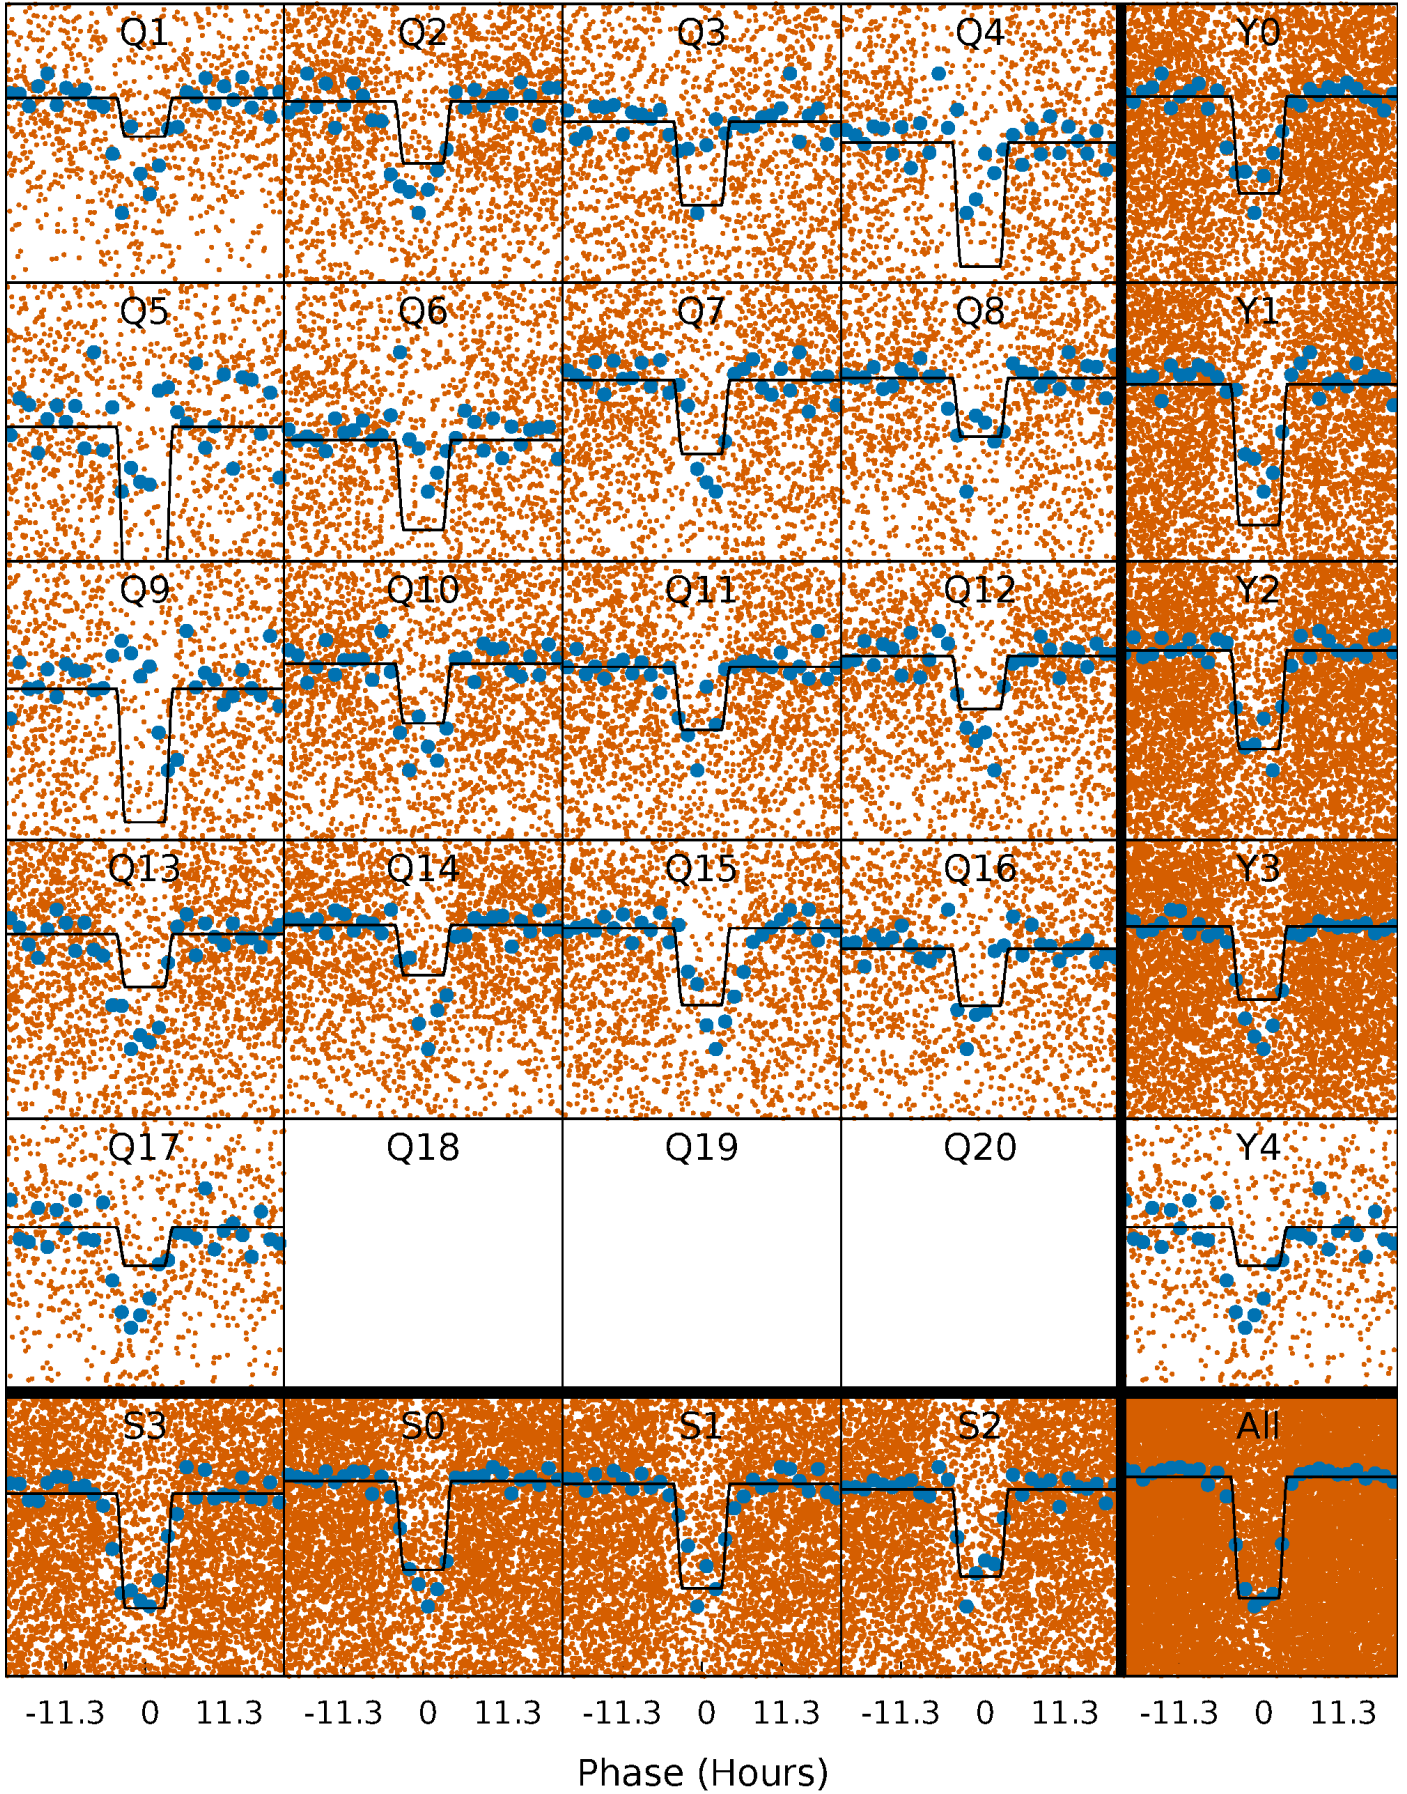 Q1 Q2 Q3 Q4 Y0
Q5 Q6 Q7 Q8 Y1
Q9 Q10 Q11 Q12 Y2
Q13 Q14 Q15 Q16 Y3
Q17 Q18 Q19 Q20 Y4
S3 S0 S1 S2 All
-11.3 0 11.3 -11.3 0 11.3 -11.3 0 11.3 -11.3 0 11.3 -11.3 0 11.3
Phase (Hours)